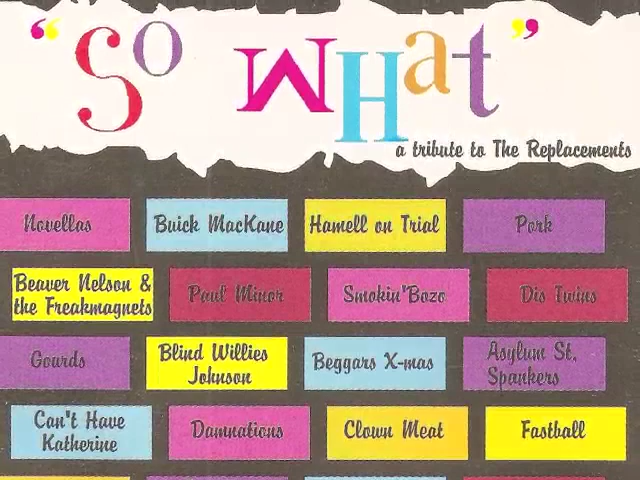 "So What"
a tribute to The Replacements
Novellas
Buick MacKane
Hamell on Trial
Pork
Beaver Nelson &
the Freakmagnets
Paul Minor
Smokin'Bozo
Dis Twins
Gourds
Blind Willies
Johnson
Beggars X-mas
Asylum St.
Spankers
Can't Have
Katherine
Damnations
Clown Meat
Fastball